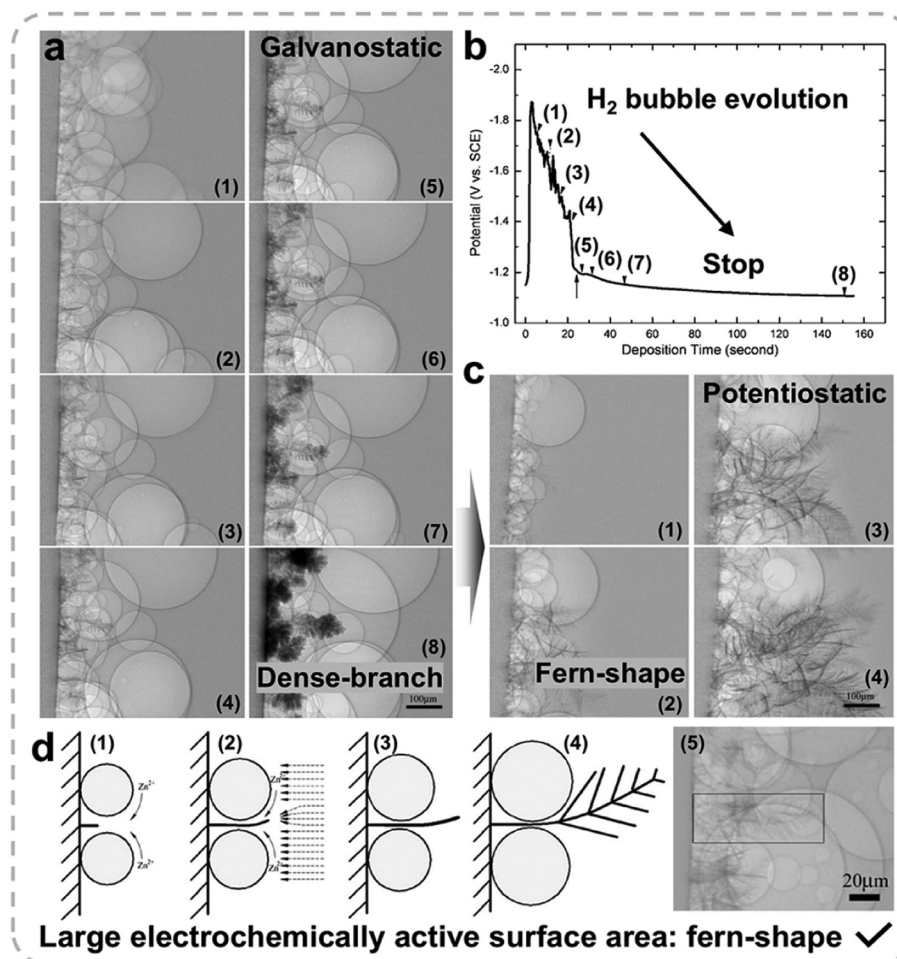 a
Galvanostatic
(1)
(5)
(2)
(6)
(3)
(7)
(4)
(8)
Dense-branch
100μm
b
-2.0
-1.8
-1.6
-1.4
-1.2
-1.0
Potential (V vs. SCE)
0
20
40
60
80
100
120
140
160
Deposition Time (second)
H₂ bubble evolution
Stop
(1)
(2)
(3)
(4)
(5)
(6)
(7)
(8)
c
Potentiostatic
(1)
(3)
Fern-shape
(2)
(4)
100μm
d
(1)
Zn²⁺
Zn²⁺
(2)
Zn²⁺
Zn²⁺
(3)
(4)
(5)
20μm
Large electrochemically active surface area: fern-shape ✓